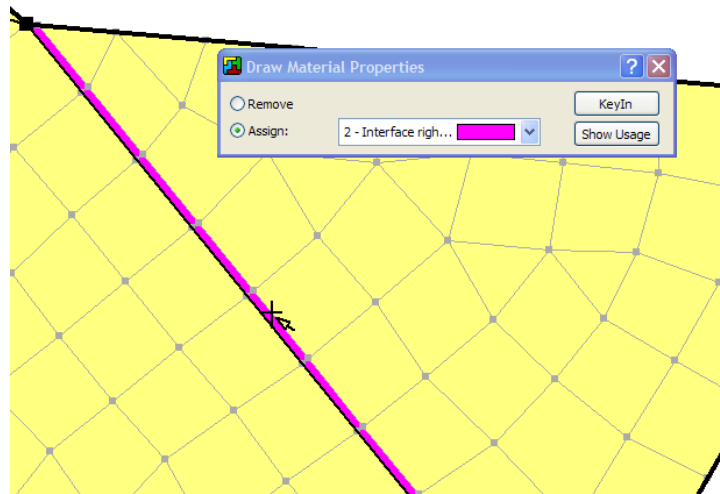 Draw Material Properties
Remove
KeyIn
Assign:
2 - Interface righ...
Show Usage